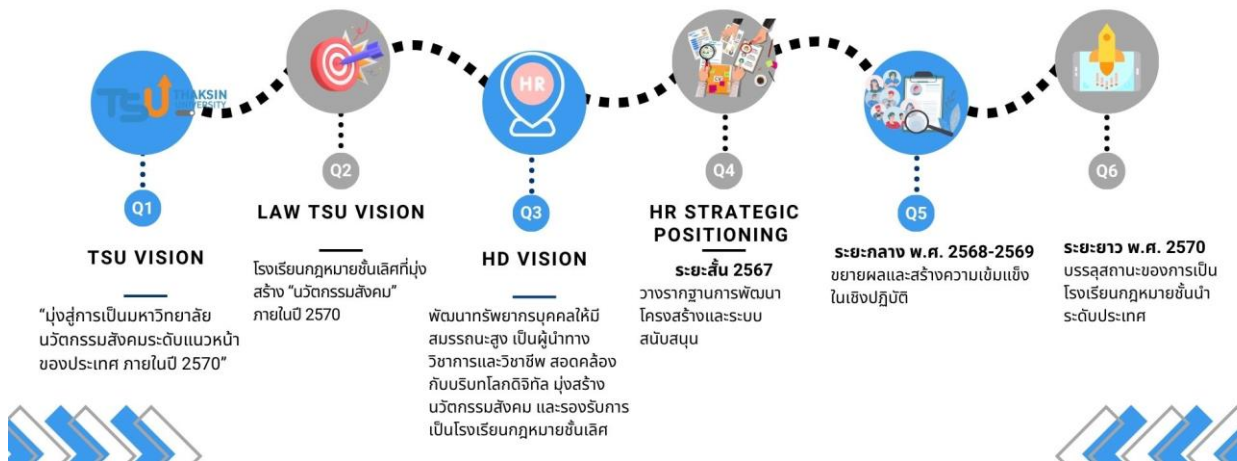 TSU THAKSIN
UNIVERSITY
Q1
TSU VISION
“มุ่งสู่การเป็นมหาวิทยาลัย
นวัตกรรมสังคมระดับแนวหน้า
ของประเทศ ภายในปี 2570”
Q2
LAW TSU VISION
โรงเรียนกฎหมายชั้นเลิศที่มุ่ง
สร้าง “นวัตกรรมสังคม”
ภายในปี 2570
HR
Q3
HD VISION
พัฒนาทรัพยากรบุคคลให้มี
สมรรถนะสูง เป็นผู้นำทาง
วิชาการและวิชาชีพ สอดคล้อง
กับบริบทโลกดิจิทัล มุ่งสร้าง
นวัตกรรมสังคม และรองรับการ
เป็นโรงเรียนกฎหมายชั้นเลิศ
Q4
HR STRATEGIC
POSITIONING
ระยะสั้น 2567
วางรากฐานการพัฒนา
โครงสร้างและระบบ
สนับสนุน
Q5
ระยะกลาง พ.ศ. 2568-2569
ขยายผลและสร้างความเข้มแข็ง
ในเชิงปฏิบัติ
Q6
ระยะยาว พ.ศ. 2570
บรรลุสถานะของการเป็น
โรงเรียนกฎหมายชั้นนำ
ระดับประเทศ